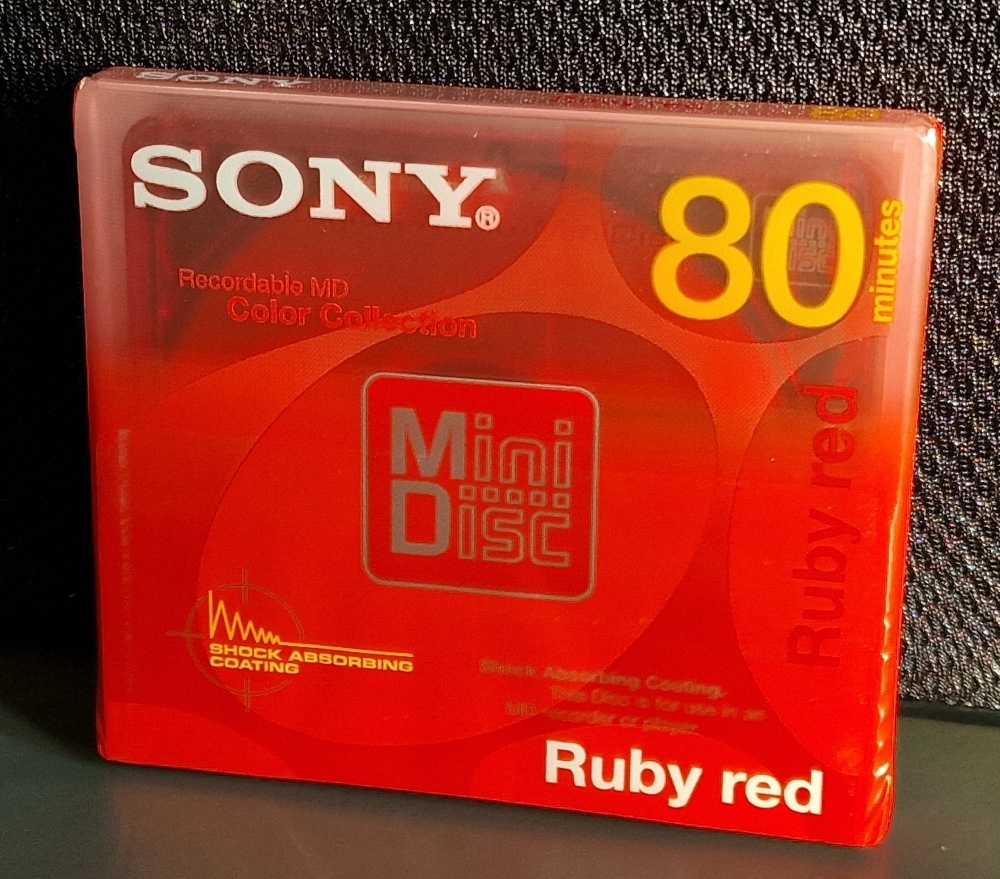 SONY
SONY®
80
minutes
Recordable MD
Color Collection
Mini
Disc
Ruby red
SHOCK ABSORBING
COATING
Shock Absorbing Coating.
This Disc is for use in an
MD recorder or player.
Ruby red